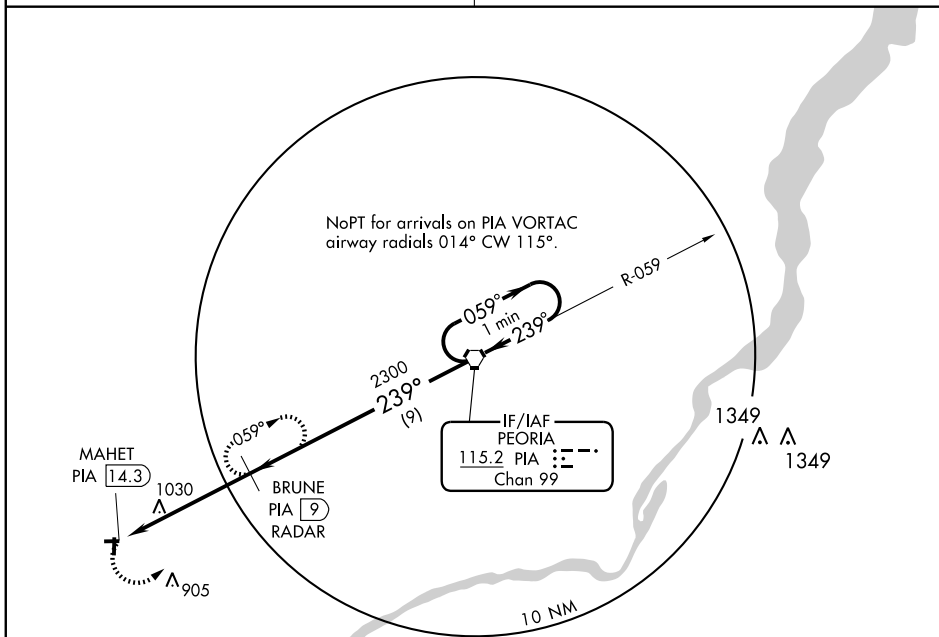 NoPT for arrivals on PIA VORTAC
airway radials 014° CW 115°.
R-059
059°
1 min
239°
2300
239°
(9)
IF/IAF
PEORIA
115.2 PIA
Chan 99
1349
1349
059°
MAHET
PIA 14.3
1030
BRUNE
PIA 9
RADAR
905
10 NM